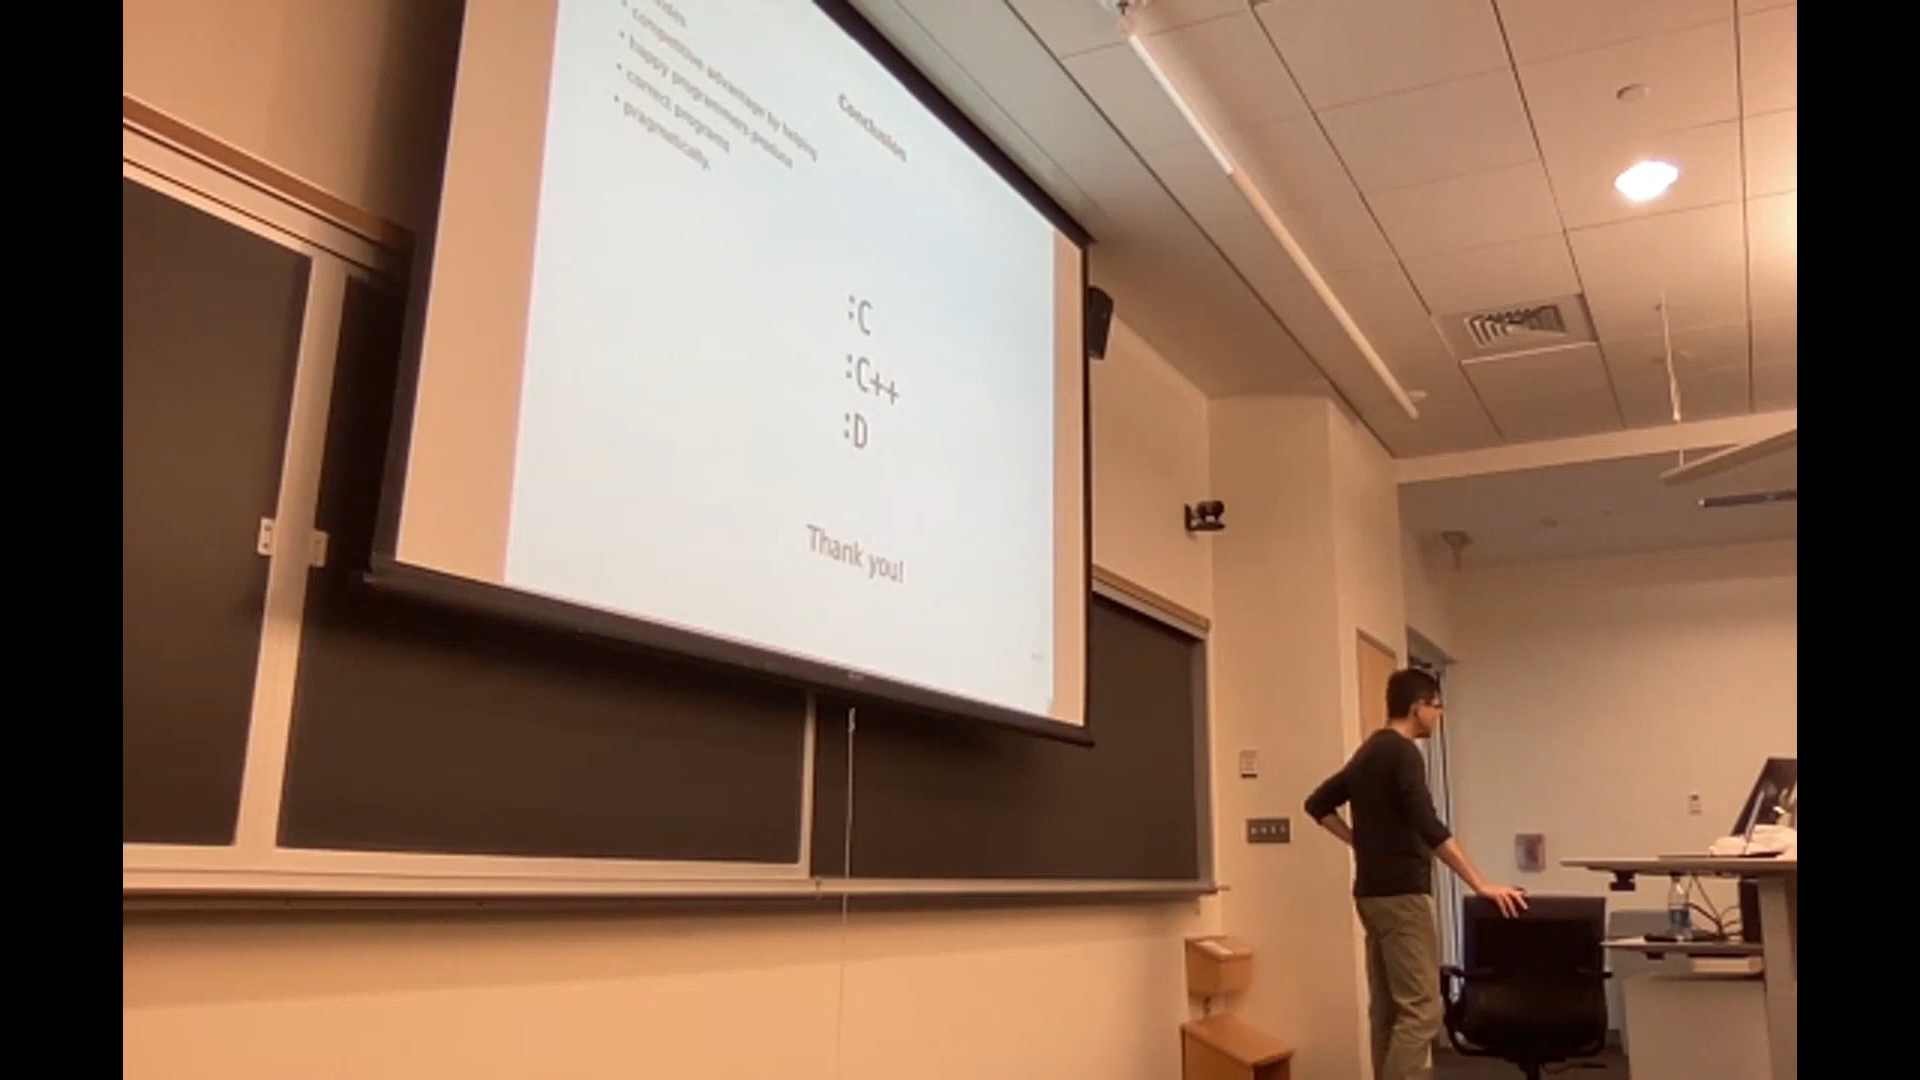 Conclusion
• competitive advantage by helping
• happy programmers produce
• correct programs
• pragmatically.
:C
:C++
:D
Thank you!